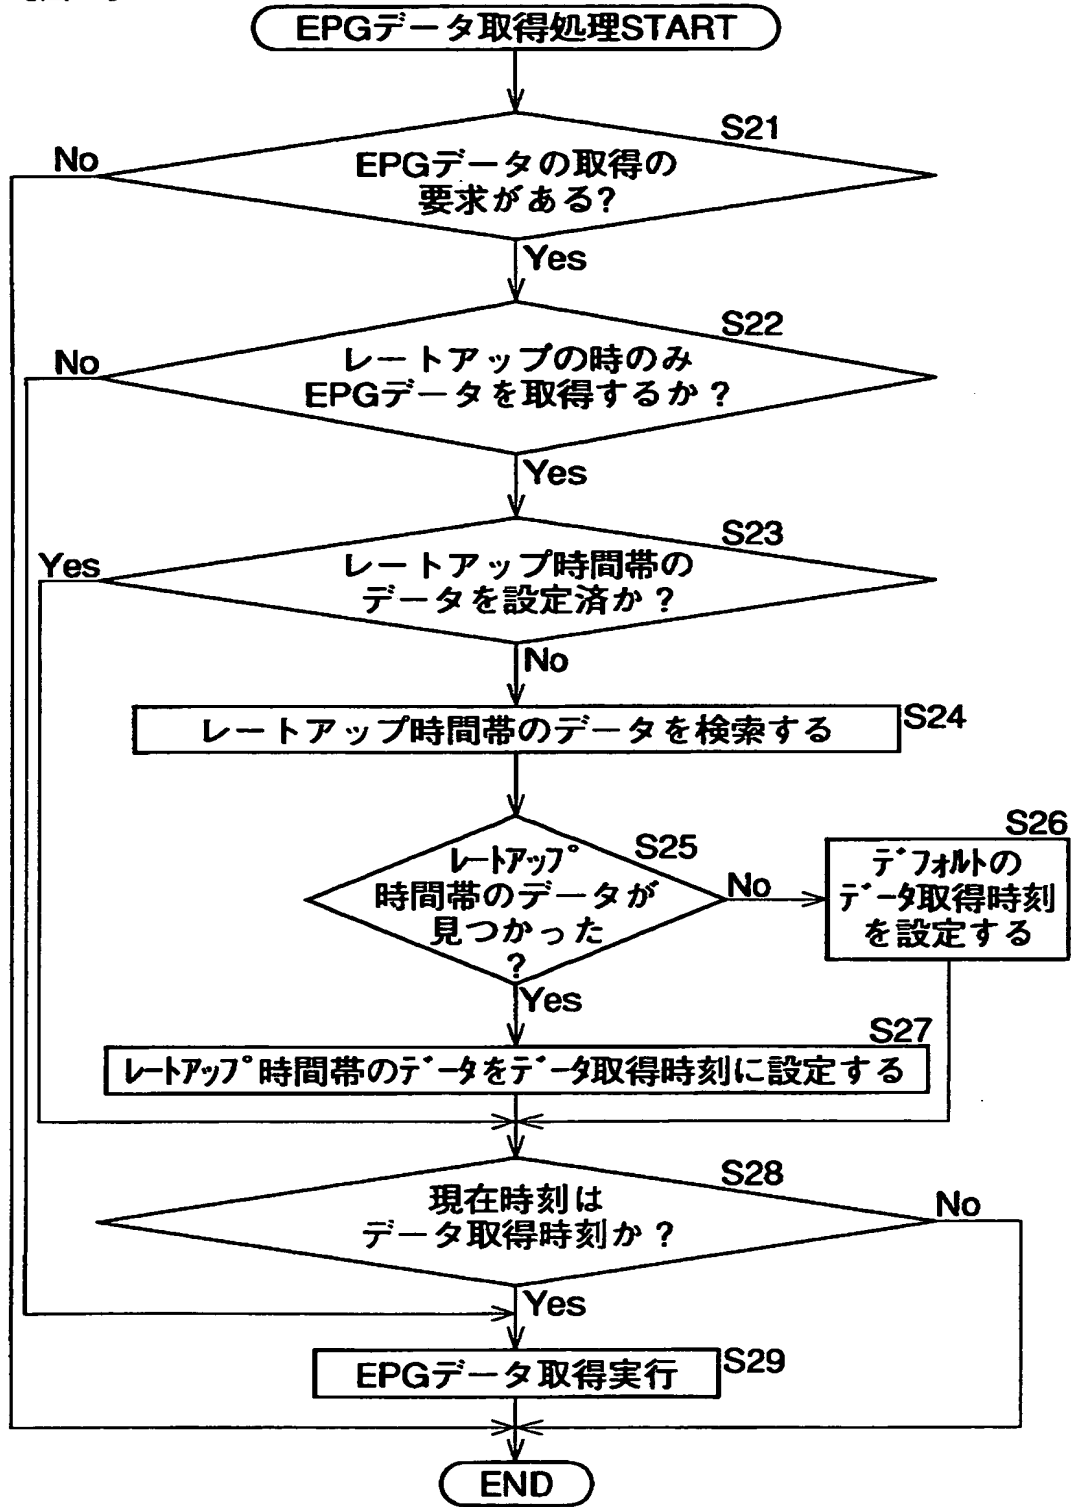 EPGデータ取得処理START
S21
No
EPGデータの取得の
要求がある?
Yes
S22
No
レートアップの時のみ
EPGデータを取得するか?
Yes
S23
Yes
レートアップ時間帯の
データを設定済か?
No
レートアップ時間帯のデータを検索する
S24
S25
レートアップ
時間帯のデータが
見つかった
?
No
S26
デフォルトの
データ取得時刻
を設定する
Yes
S27
レートアップ時間帯のデータをデータ取得時刻に設定する
S28
現在時刻は
データ取得時刻か?
No
Yes
EPGデータ取得実行
S29
END